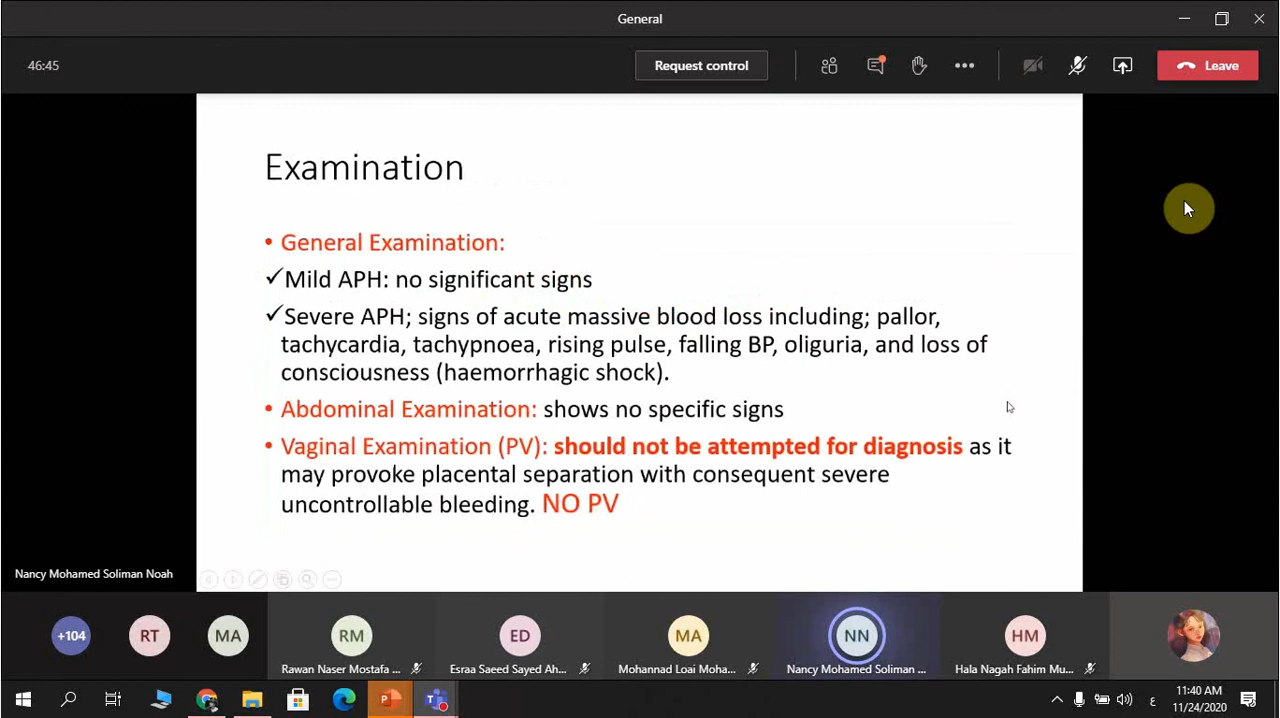 General
46:45
Request control
Leave
Examination
• General Examination:
✓Mild APH: no significant signs
✓Severe APH; signs of acute massive blood loss including; pallor,
tachycardia, tachypnoea, rising pulse, falling BP, oliguria, and loss of
consciousness (haemorrhagic shock).
• Abdominal Examination: shows no specific signs
• Vaginal Examination (PV): should not be attempted for diagnosis as it
may provoke placental separation with consequent severe
uncontrollable bleeding. NO PV
Nancy Mohamed Soliman Noah
+104
RT
MA
RM
ED
MA
NN
HM
Rawan Naser Mostafa ...
Esraa Saeed Sayed Ah...
Mohannad Loai Moha...
Nancy Mohamed Soliman ...
Hala Nagah Fahim Mu...
ع
11:40 AM
11/24/2020